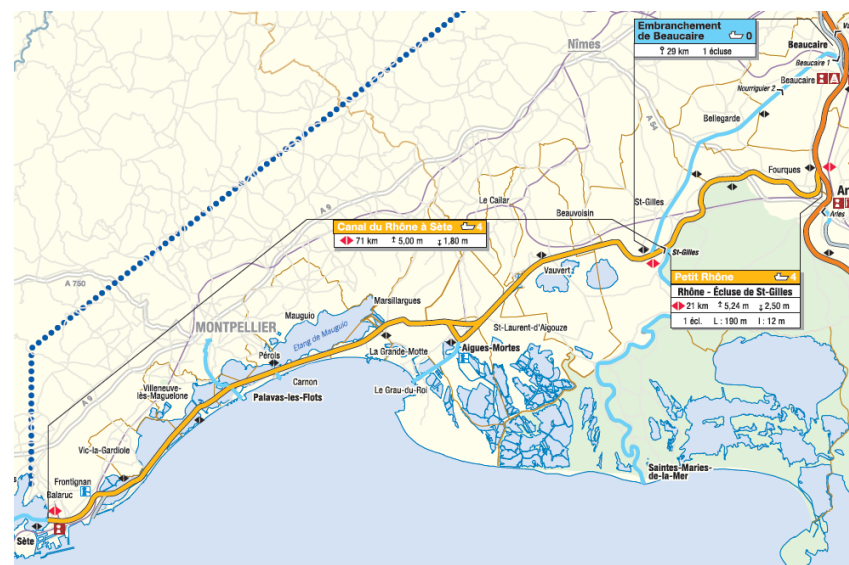 Embranchement
de Beaucaire 0
29 km 1 écluse
Nîmes
Beaucaire
Beaucaire 1
Beaucaire
Nourriguier 2
Bellegarde
A 54
Fourques
Ar
Arles
A 9
Le Cailar
St-Gilles
Beauvoisin
Canal du Rhône à Sète 4
71 km 5,00 m 1,80 m
St-Gilles
Vauvert
Petit Rhône 4
Rhône - Écluse de St-Gilles
21 km 5,24 m 2,50 m
1 écl. L : 190 m l : 12 m
A 750
Marsillargues
Mauguio
MONTPELLIER
Etang de Mauguio
St-Laurent-d'Aigouze
Pérols
La Grande-Motte
Aigues-Mortes
Carnon
Villeneuve-
lès-Maguelone
Le Grau-du-Roi
Palavas-les-Flots
A 9
Vic-la-Gardiole
Saintes-Maries-
de-la-Mer
Frontignan
Balaruc
Sète